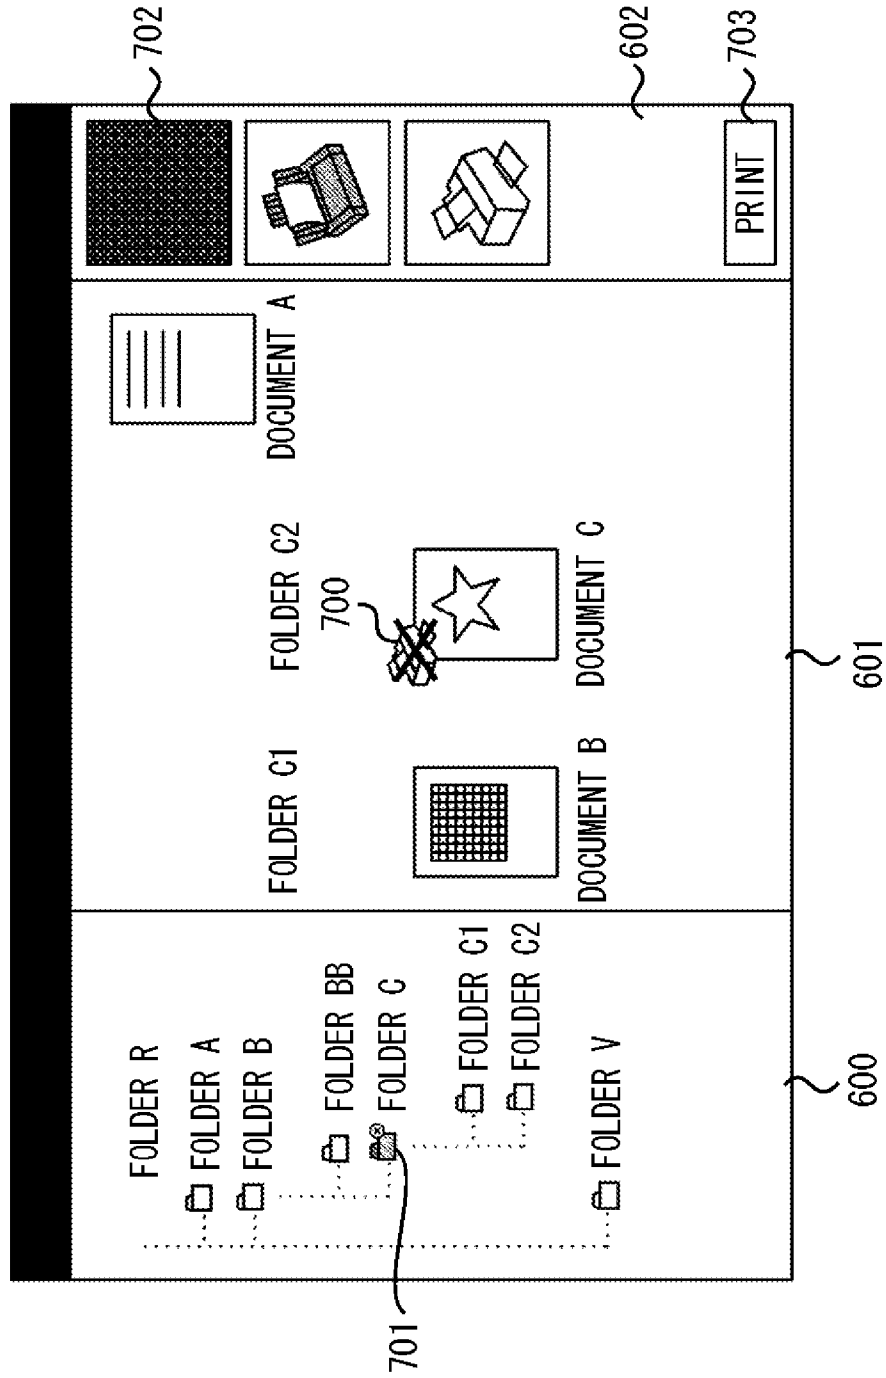 FOLDER R
FOLDER A
FOLDER B
FOLDER BB
FOLDER C
701
FOLDER C1
FOLDER C2
FOLDER V
600
FOLDER C1
FOLDER C2
DOCUMENT A
700
DOCUMENT B
DOCUMENT C
601
702
602
PRINT
703